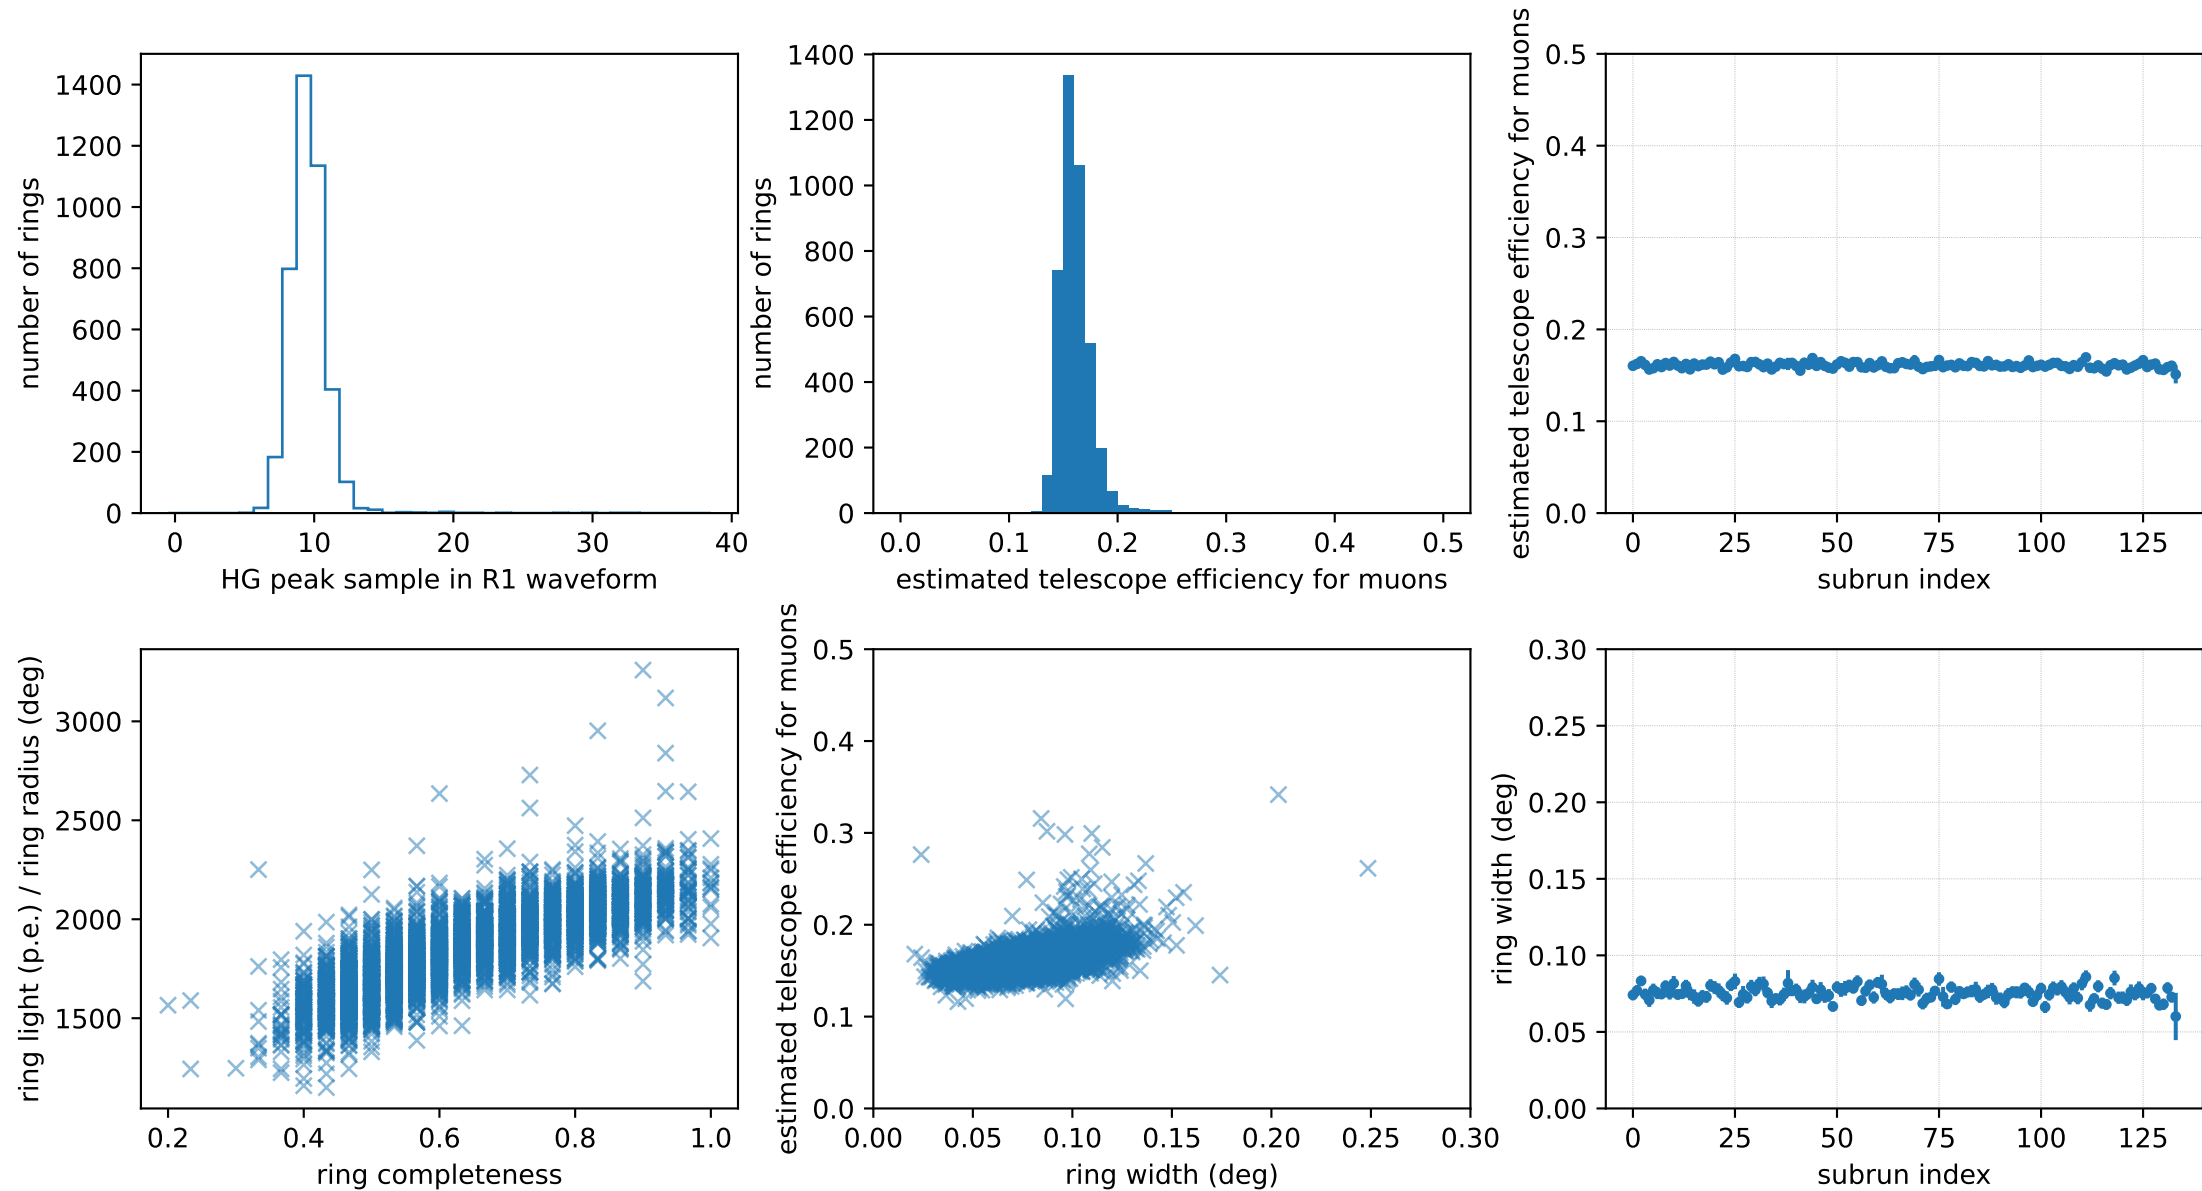 number of rings
1400
1200
1000
800
600
400
200
0
0 10 20 30 40
HG peak sample in R1 waveform
number of rings
1400
1200
1000
800
600
400
200
0
0.0 0.1 0.2 0.3 0.4 0.5
estimated telescope efficiency for muons
estimated telescope efficiency for muons
0.5
0.4
0.3
0.2
0.1
0.0
0 25 50 75 100 125
subrun index
ring light (p.e.) / ring radius (deg)
3000
2500
2000
1500
0.2 0.4 0.6 0.8 1.0
ring completeness
estimated telescope efficiency for muons
0.5
0.4
0.3
0.2
0.1
0.0
0.00 0.05 0.10 0.15 0.20 0.25 0.30
ring width (deg)
ring width (deg)
0.30
0.25
0.20
0.15
0.10
0.05
0.00
0 25 50 75 100 125
subrun index